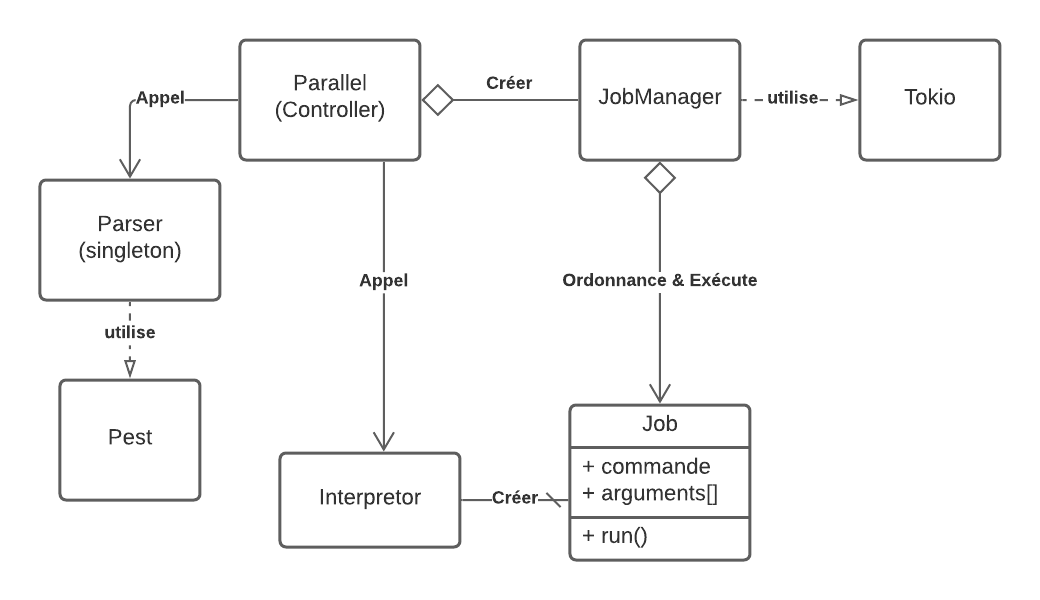 Parallel
(Controller)
Créer
JobManager
utilise
Tokio
Appel
Parser
(singleton)
utilise
Pest
Appel
Ordonnance & Exécute
Interpretor
Créer
Job
+ commande
+ arguments[]
+ run()